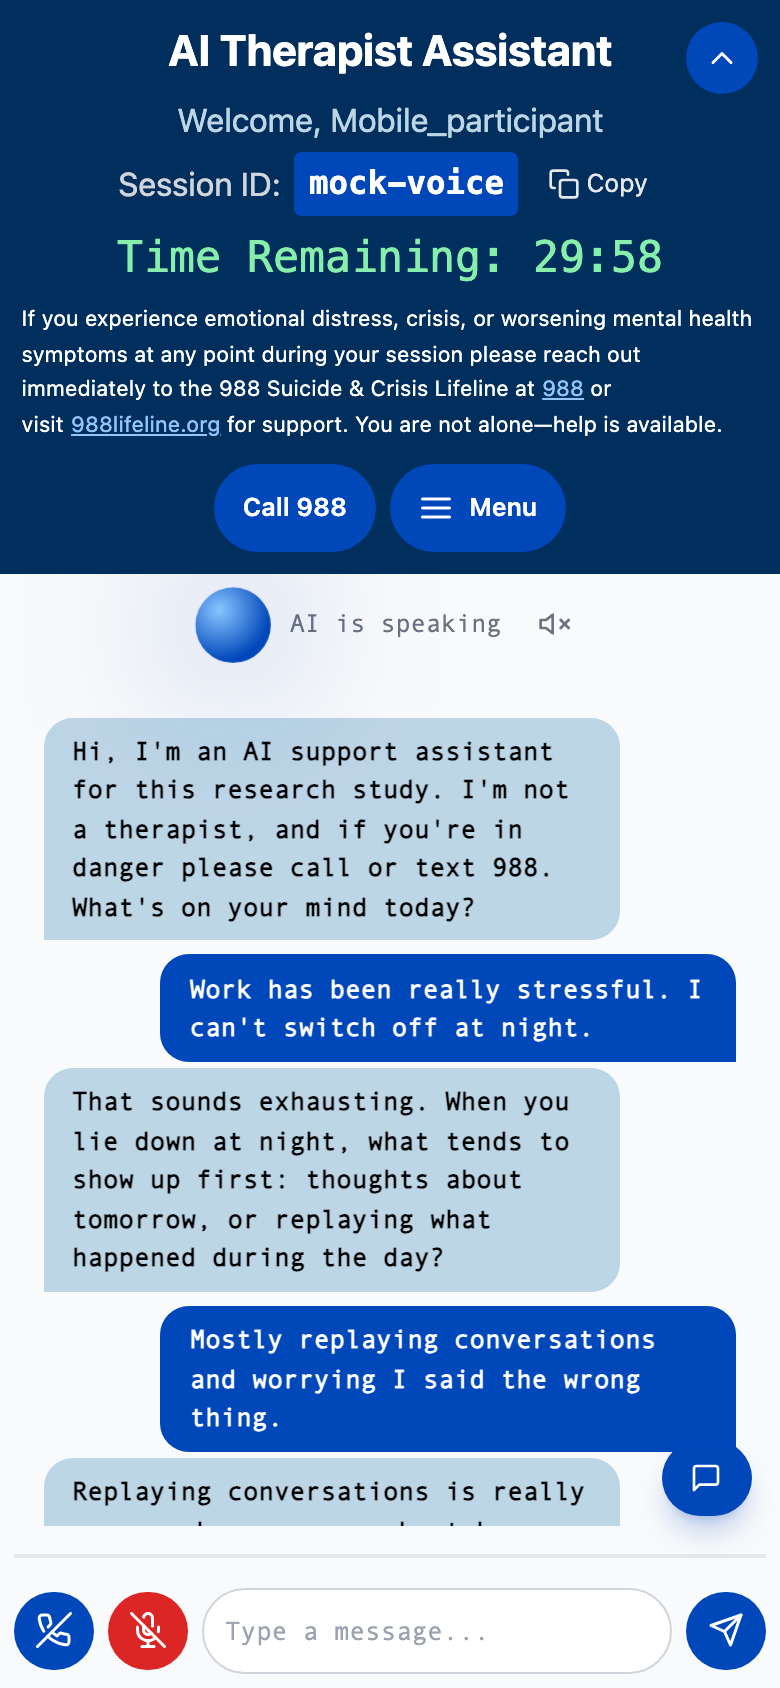 AI Therapist Assistant
Welcome, Mobile_participant
Session ID: mock-voice Copy
Time Remaining: 29:58
If you experience emotional distress, crisis, or worsening mental health
symptoms at any point during your session please reach out
immediately to the 988 Suicide & Crisis Lifeline at 988 or
visit 988lifeline.org for support. You are not alone—help is available.
Call 988 Menu
AI is speaking
Hi, I'm an AI support assistant
for this research study. I'm not
a therapist, and if you're in
danger please call or text 988.
What's on your mind today?
Work has been really stressful. I
can't switch off at night.
That sounds exhausting. When you
lie down at night, what tends to
show up first: thoughts about
tomorrow, or replaying what
happened during the day?
Mostly replaying conversations
and worrying I said the wrong
thing.
Replaying conversations is really
Type a message...